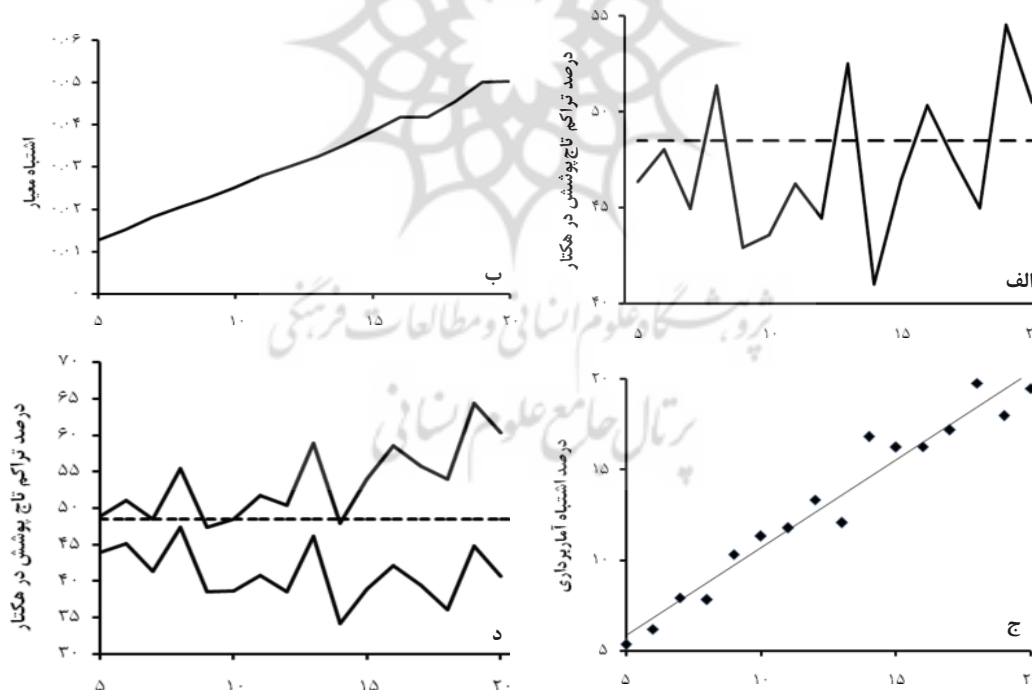 درصد تراکم تاج‌پوشش در هکتار
۵۵
۵۰
۴۵
۴۰
الف
۵ ۱۰ ۱۵
اشتباه معیار
۰.۰۶
۰.۰۵
۰.۰۴
۰.۰۳
۰.۰۲
۰.۰۱
۰
ب
۵ ۱۰ ۱۵ ۲۰
پژوهشگاه علوم انسانی و مطالعات فرهنگی
پرتال جامع علوم انسانی
درصد اشتباه آماربرداری
۲۰
۱۵
۱۰
۵
ج
۵ ۱۰ ۱۵
درصد تراکم تاج پوشش در هکتار
۷۰
۶۵
۶۰
۵۵
۵۰
۴۵
۴۰
۳۵
۳۰
د
۵ ۱۰ ۱۵ ۲۰